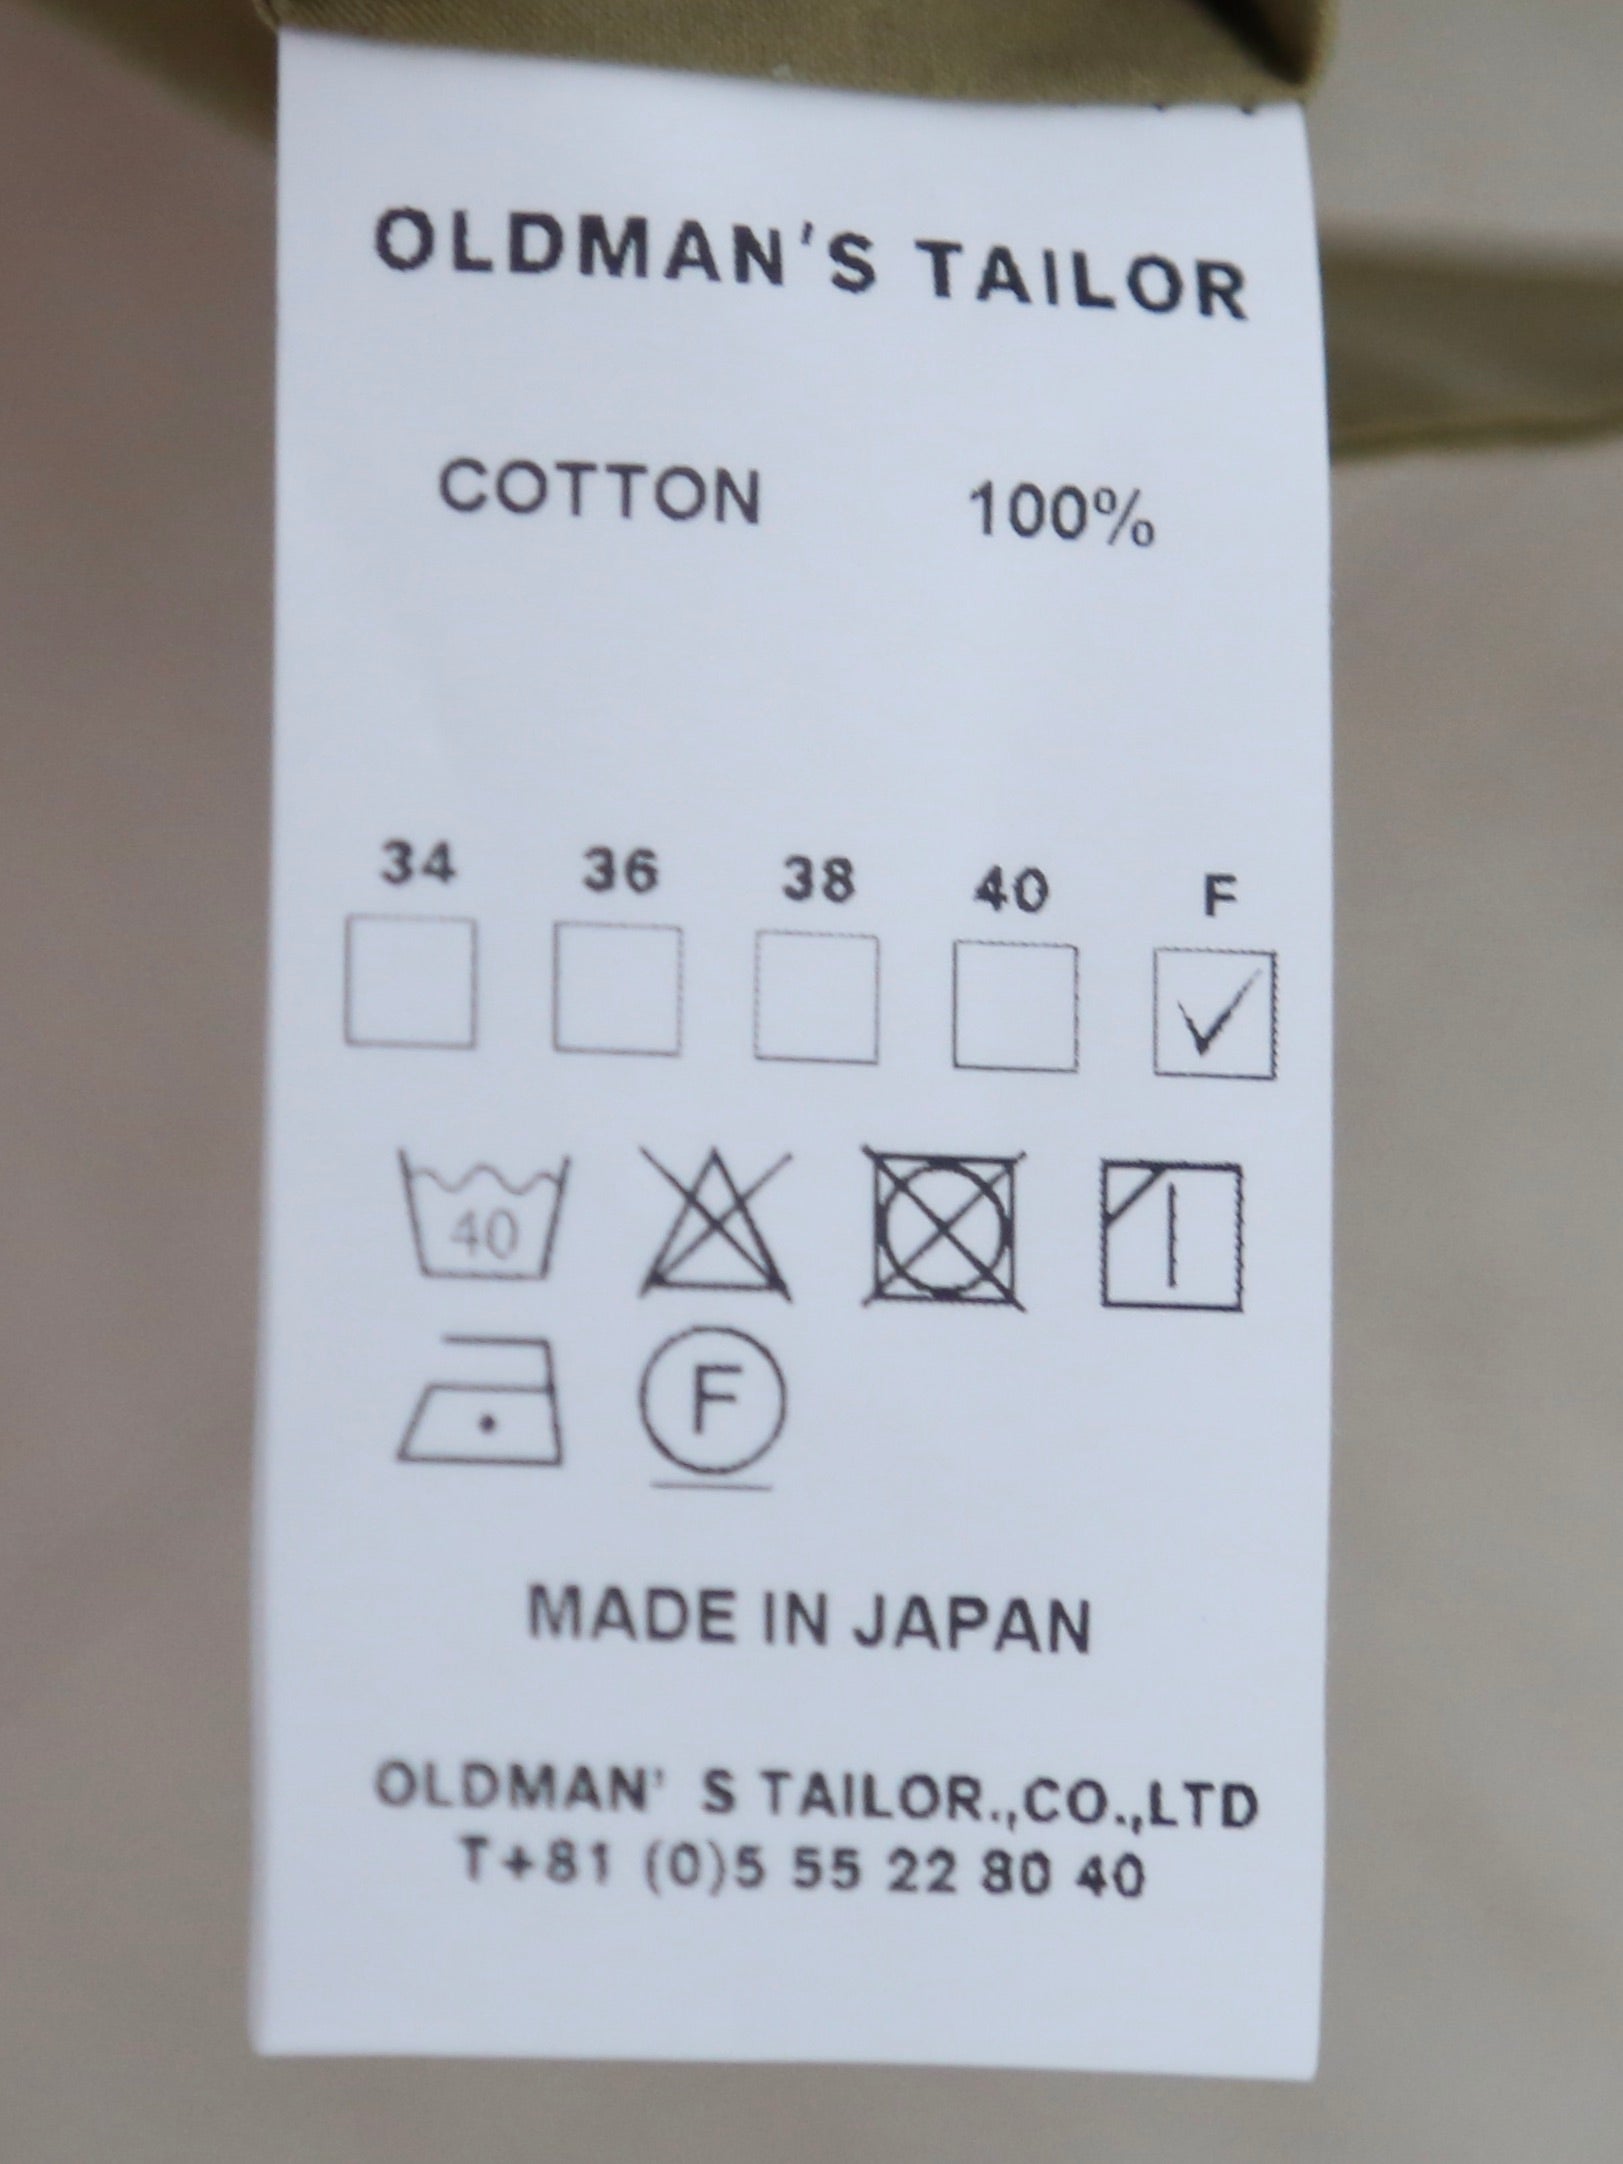 OLDMAN'S TAILOR
COTTON 100%
34 36 38 40 F
40
F
MADE IN JAPAN
OLDMAN' S TAILOR.,CO.,LTD
T+81 (0)5 55 22 80 40